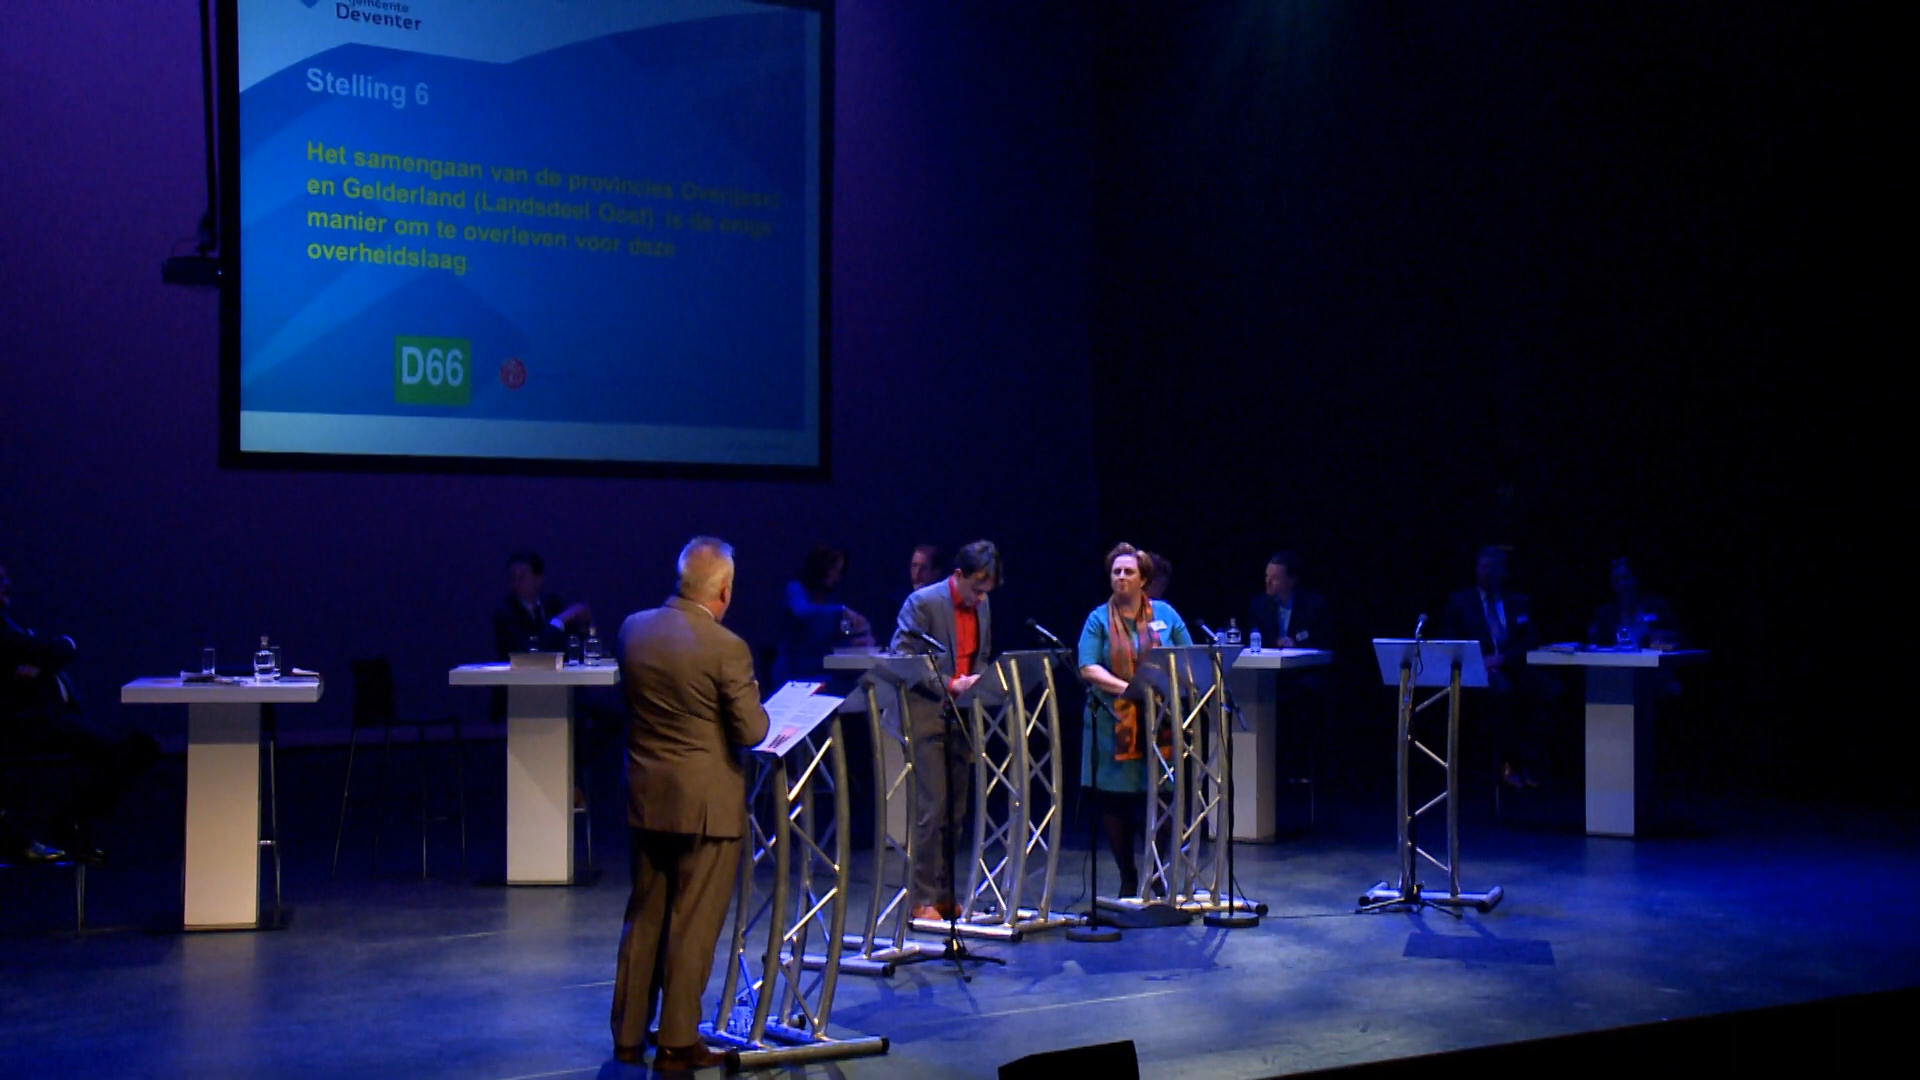 gemeente
Deventer
Stelling 6
Het samengaan van de provincies Overijssel
en Gelderland (Landsdeel Oost) is de enige
manier om te overleven voor deze
overheidslaag.
D66